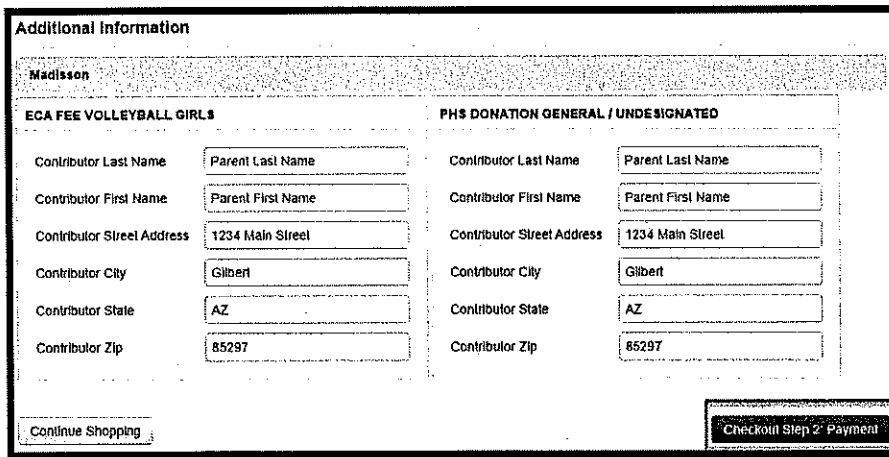 Additional Information
Madisson
ECA FEE VOLLEYBALL GIRLS
Contributor Last Name Parent Last Name
Contributor First Name Parent First Name
Contributor Street Address 1234 Main Street
Contributor City Gilbert
Contributor State AZ
Contributor Zip 85297
PHS DONATION GENERAL / UNDESIGNATED
Contributor Last Name Parent Last Name
Contributor First Name Parent First Name
Contributor Street Address 1234 Main Street
Contributor City Gilbert
Contributor State AZ
Contributor Zip 85297
Continue Shopping
Checkout Step 2: Payment